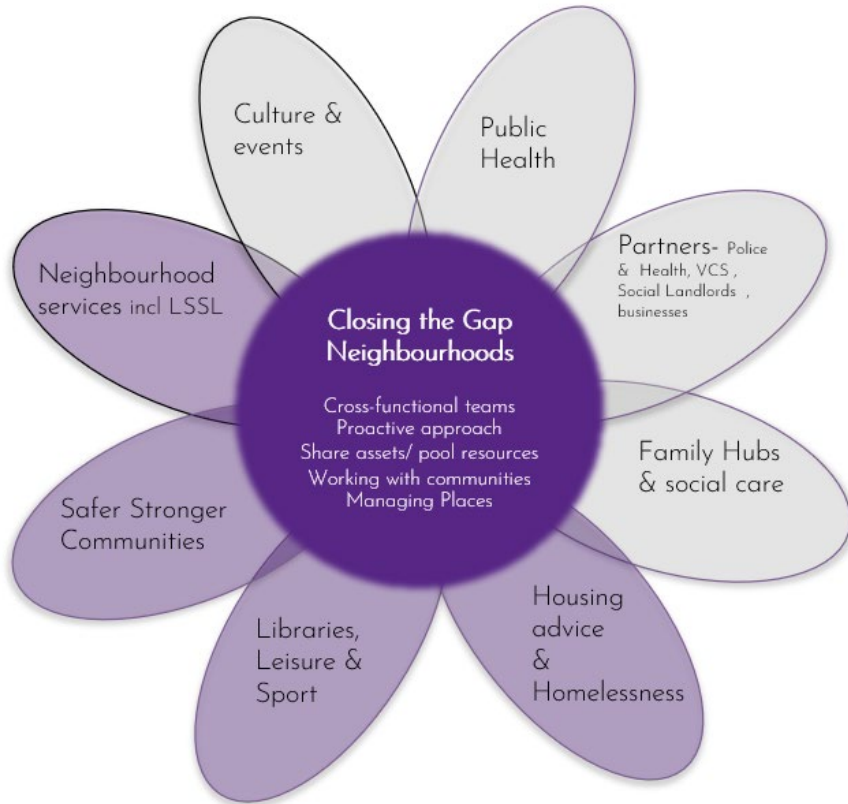 Culture &
events
Public
Health
Partners- Police
& Health, VCS ,
Social Landlords ,
businesses
Family Hubs
& social care
Housing
advice
&
Homelessness
Libraries,
Leisure &
Sport
Safer Stronger
Communities
Neighbourhood
services incl LSSL
Closing the Gap
Neighbourhoods
Cross-functional teams
Proactive approach
Share assets/ pool resources
Working with communities
Managing Places